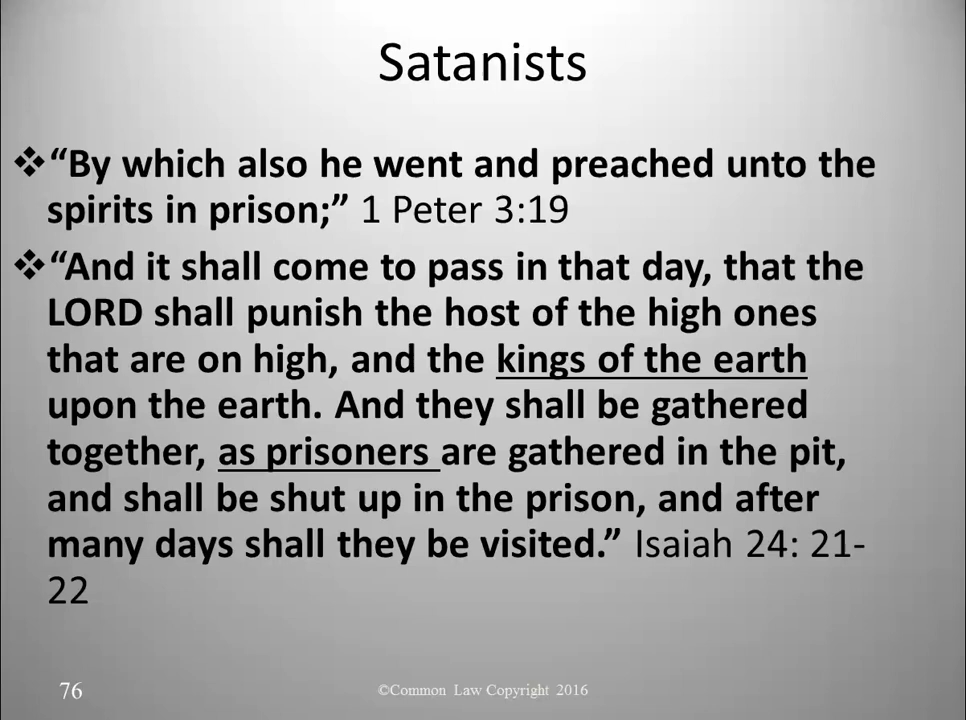 Satanists
❖“By which also he went and preached unto the
spirits in prison;” 1 Peter 3:19
❖“And it shall come to pass in that day, that the
LORD shall punish the host of the high ones
that are on high, and the kings of the earth
upon the earth. And they shall be gathered
together, as prisoners are gathered in the pit,
and shall be shut up in the prison, and after
many days shall they be visited.” Isaiah 24: 21-
22
76
©Common Law Copyright 2016